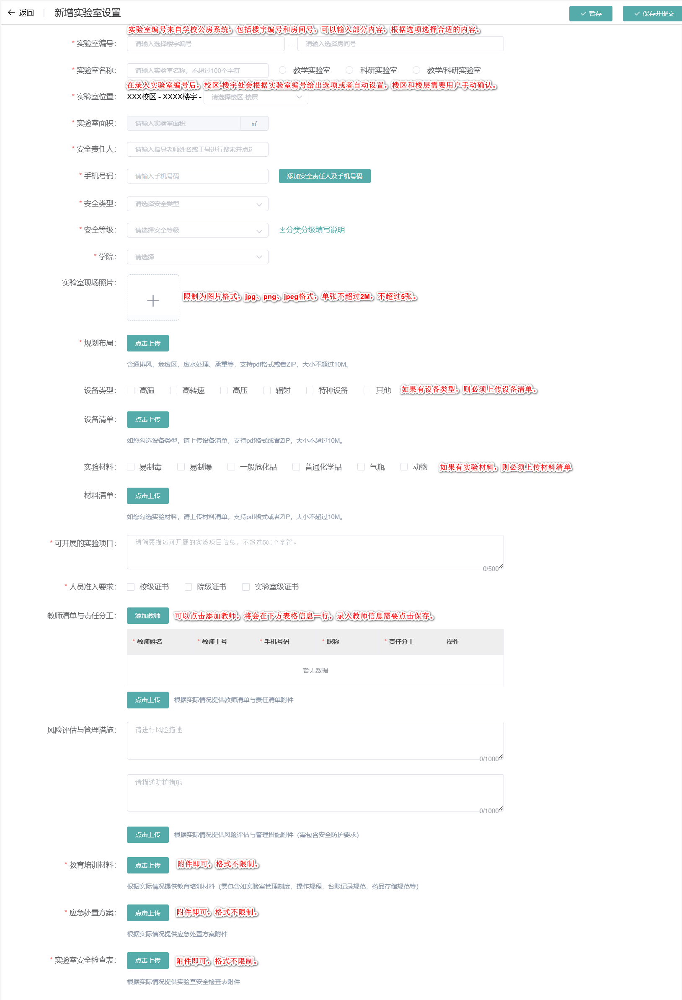 返回 新增实验室设置 暂存 保存并提交
实验室编号来自学校公房系统，包括楼宇编号和房间号，可以输入部分内容，根据选项选择合适的内容。
* 实验室编号： 请输入选择楼宇编号 - 请输入选择房间号
* 实验室名称： 请输入实验室名称，不超过100个字符 教学实验室 科研实验室 教学/科研实验室
在录入实验室编号后，校区-楼宇处会根据实验室编号给出选项或者自动设置，楼区和楼层需要用户手动确认。
* 实验室位置： XXX校区 - XXXX楼宇 - 请选择楼区-楼层
* 实验室面积： 请输入实验室面积 ㎡
* 安全责任人： 请输入指导老师姓名或工号进行搜索并点
* 手机号码： 请输入手机号码 添加安全责任人及手机号码
* 安全类型： 请选择安全类型
* 安全等级： 请选择安全等级 分类分级填写说明
* 学院： 请选择
实验室现场照片：
限制为图片格式，jpg、png、jpeg格式，单张不超过2M，不超过5张。
* 规划布局： 点击上传
含通排风、危废区、废水处理、承重等，支持pdf格式或者ZIP，大小不超过10M。
设备类型： 高温 高转速 高压 辐射 特种设备 其他 如果有设备类型，则必须上传设备清单。
设备清单： 点击上传
如您勾选设备类型，请上传设备清单，支持pdf格式或者ZIP，大小不超过10M。
实验材料： 易制毒 易制爆 一般危化品 普通化学品 气瓶 动物 如果有实验材料，则必须上传材料清单
材料清单： 点击上传
如您勾选实验材料，请上传材料清单，支持pdf格式或者ZIP，大小不超过10M。
* 可开展的实验项目： 请简要描述可开展的实验项目信息，不超过500个字符。
0/500
* 人员准入要求： 校级证书 院级证书 实验室级证书
教师清单与责任分工： 添加教师 可以点击添加教师，将会在下方表格信息一行，录入教师信息需要点击保存。
* 教师姓名 * 教师工号 * 手机号码 * 职称 * 责任分工 操作
暂无数据
点击上传 根据实际情况提供教师清单与责任清单附件
风险评估与管理措施： 请进行风险描述
0/1000
请描述防护措施
0/1000
点击上传 根据实际情况提供风险评估与管理措施附件（需包含安全防护要求）
* 教育培训材料： 点击上传 附件即可，格式不限制。
根据实际情况提供教育培训材料（需包含如实验室管理制度，操作规程，台账记录规范，药品存储规范等）
* 应急处置方案： 点击上传 附件即可，格式不限制。
根据实际情况提供应急处置方案附件
* 实验室安全检查表： 点击上传 附件即可，格式不限制。
根据实际情况提供实验室安全检查表附件